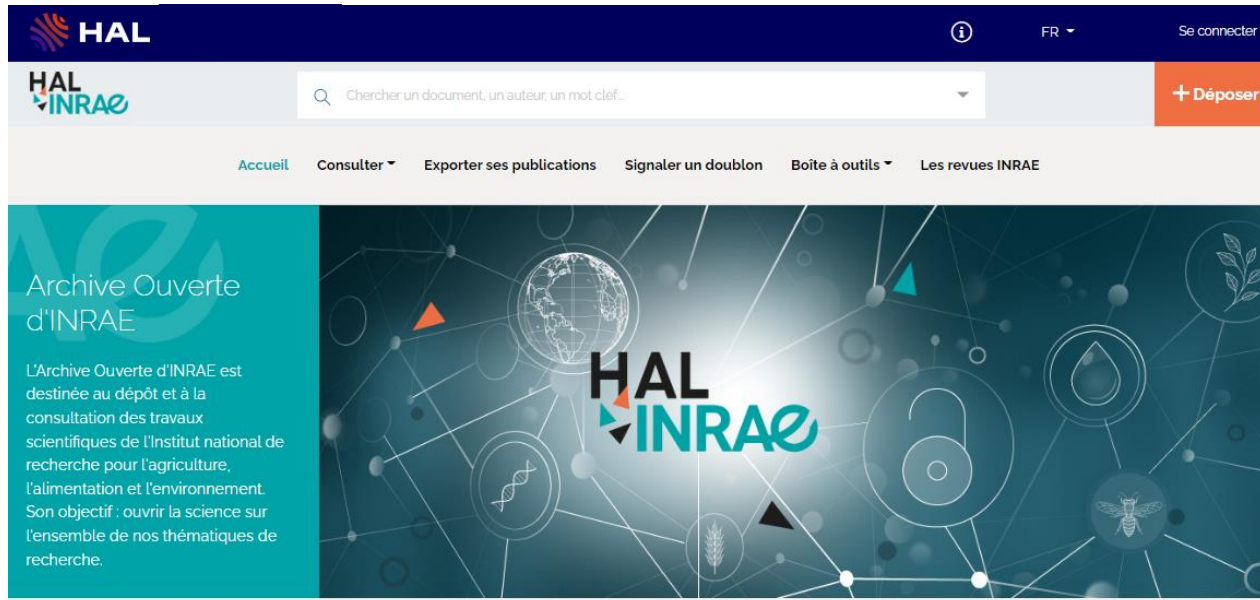 HAL
FR
Se connecter
HAL
INRAE
Chercher un document, un auteur, un mot clef...
+ Déposer
Accueil Consulter Exporter ses publications Signaler un doublon Boîte à outils Les revues INRAE
Archive Ouverte
d'INRAE
L'Archive Ouverte d'INRAE est
destinée au dépôt et à la
consultation des travaux
scientifiques de l'Institut national de
recherche pour l'agriculture,
l'alimentation et l'environnement.
Son objectif : ouvrir la science sur
l'ensemble de nos thématiques de
recherche.
HAL
INRAE